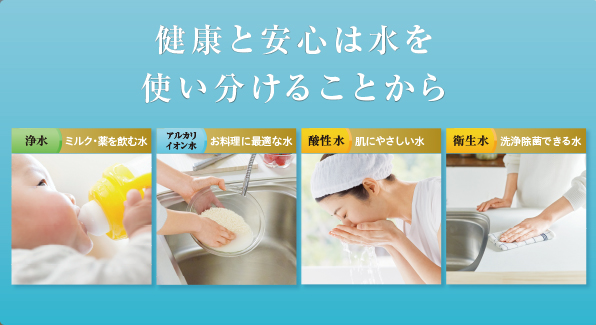 健康と安心は水を
使い分けることから
浄水 ミルク・薬を飲む水
アルカリ
イオン水 お料理に最適な水
酸性水 肌にやさしい水
衛生水 洗浄除菌できる水